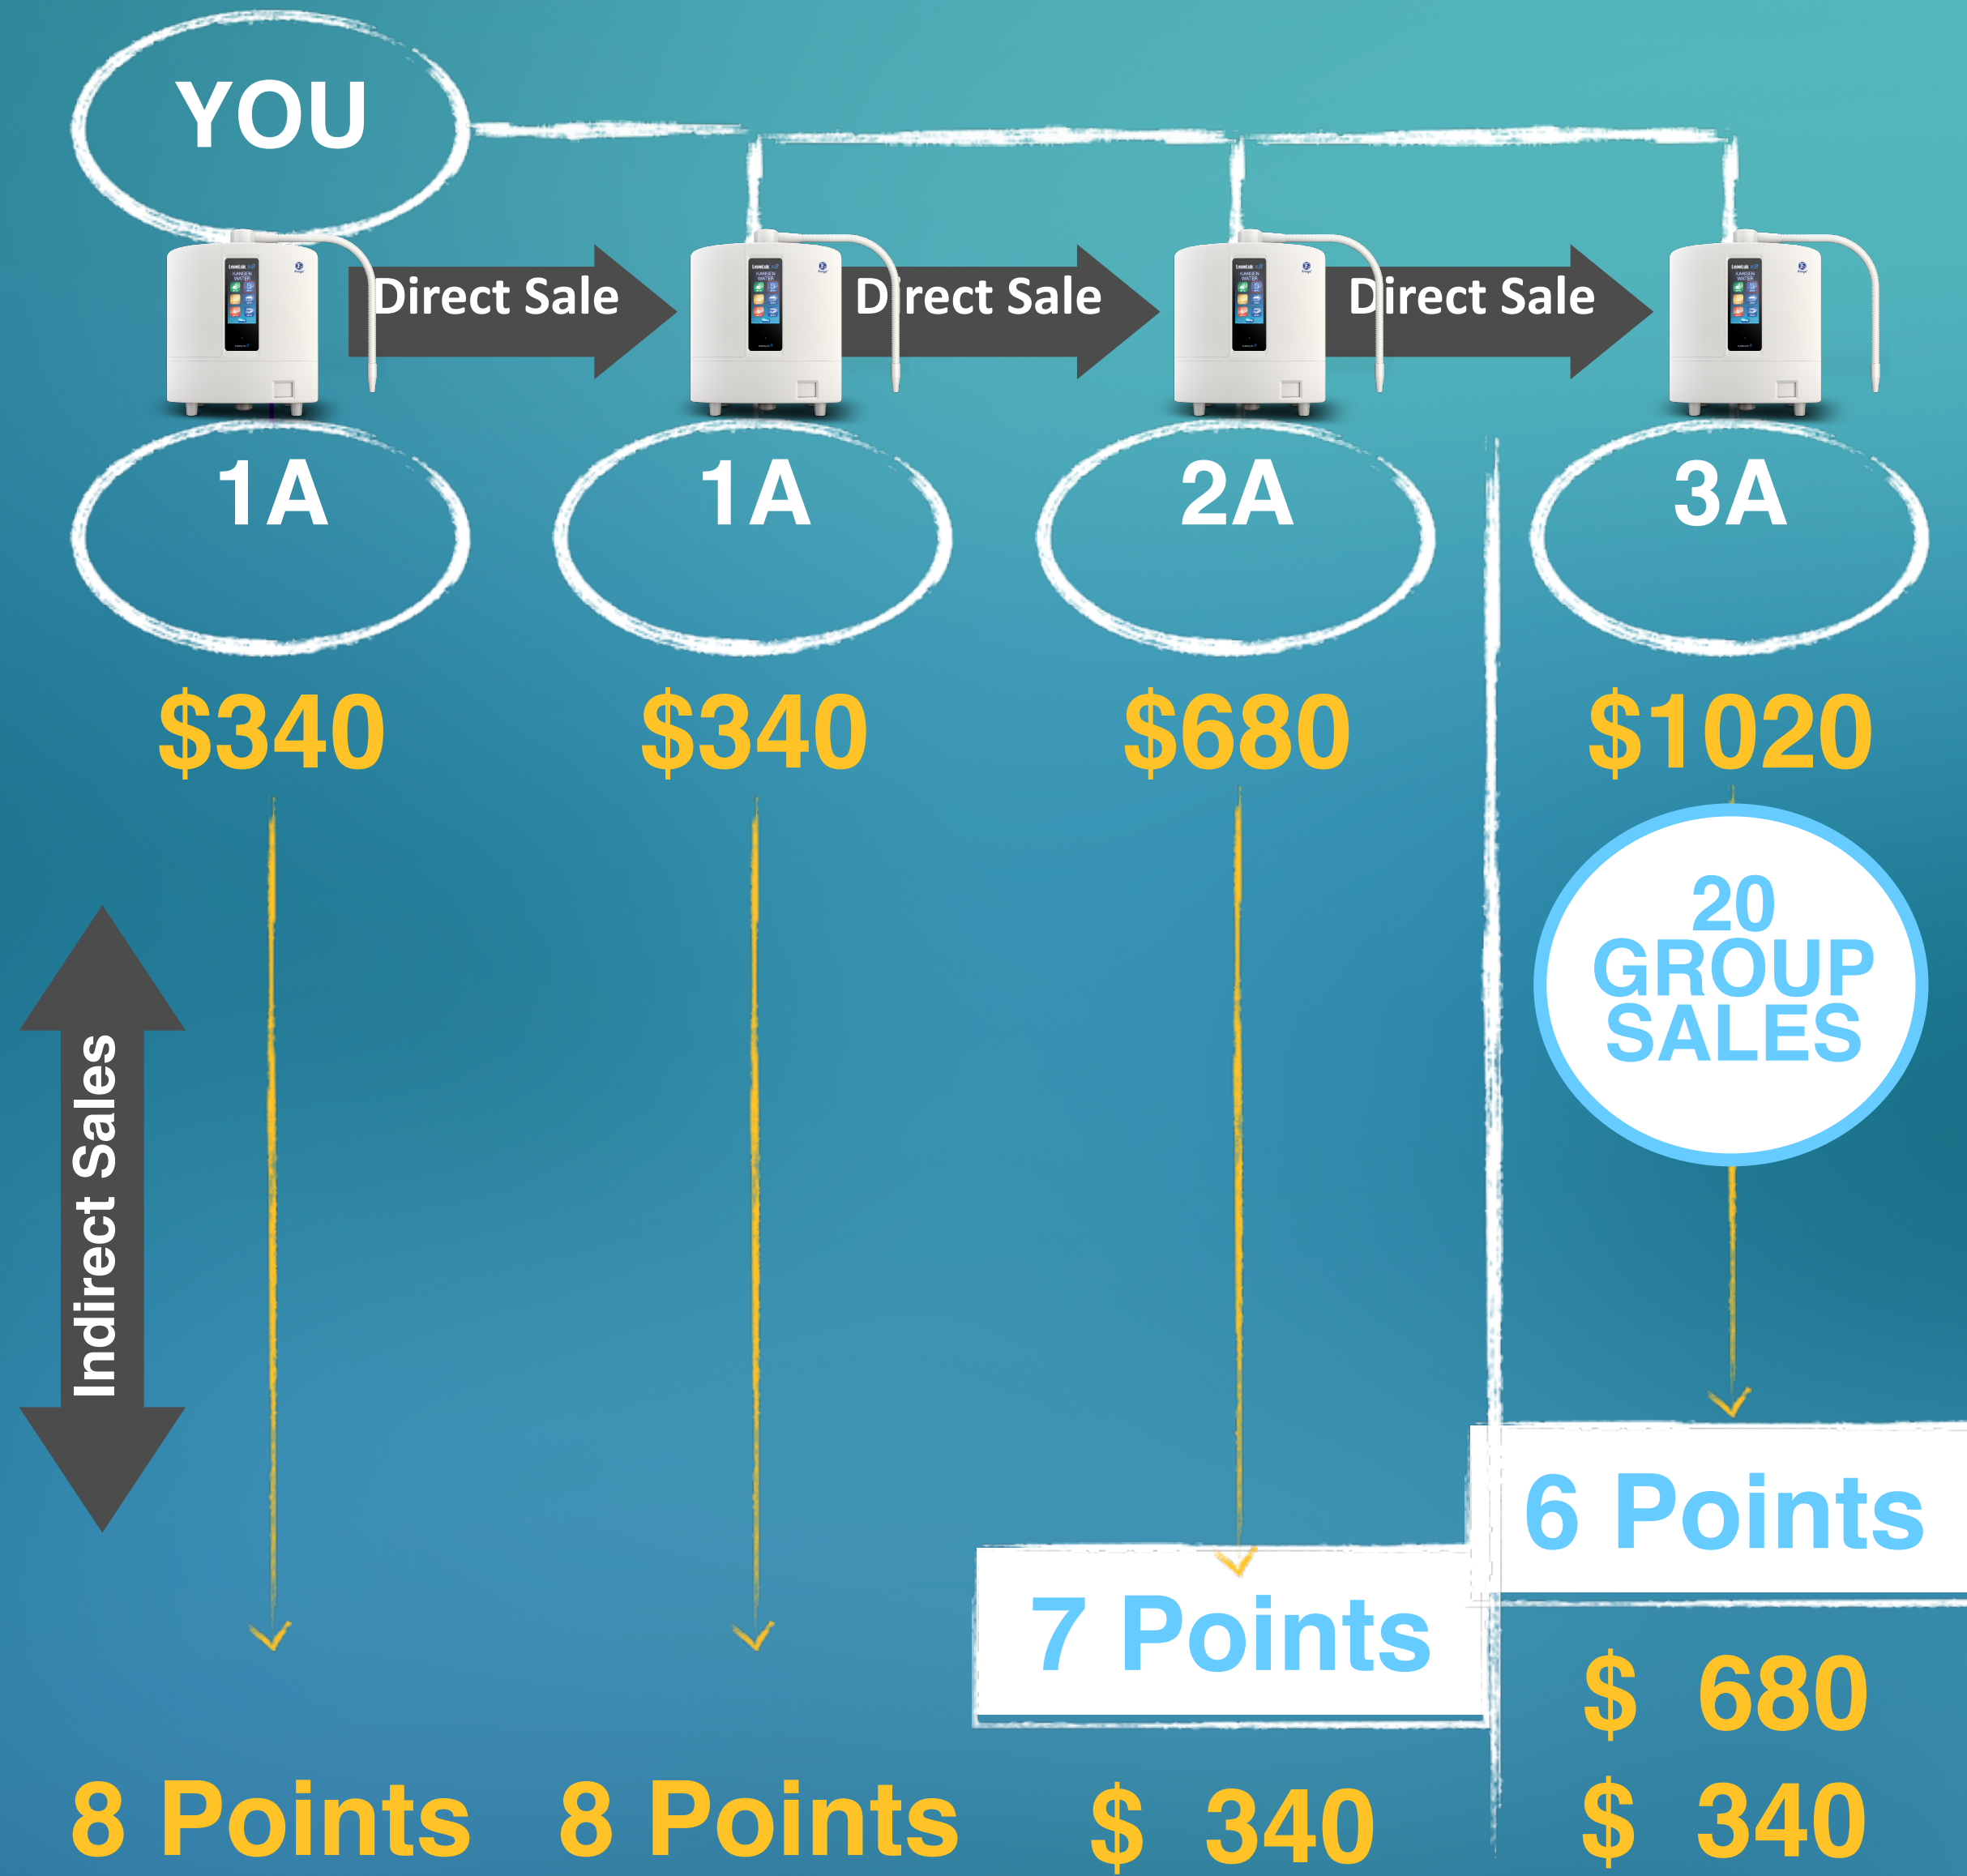 YOU
Direct Sale
Direct Sale
Direct Sale
1A
1A
2A
3A
$340
$340
$680
$1020
20
GROUP
SALES
Indirect Sales
6 Points
7 Points
$ 680
8 Points
8 Points
$ 340
$ 340